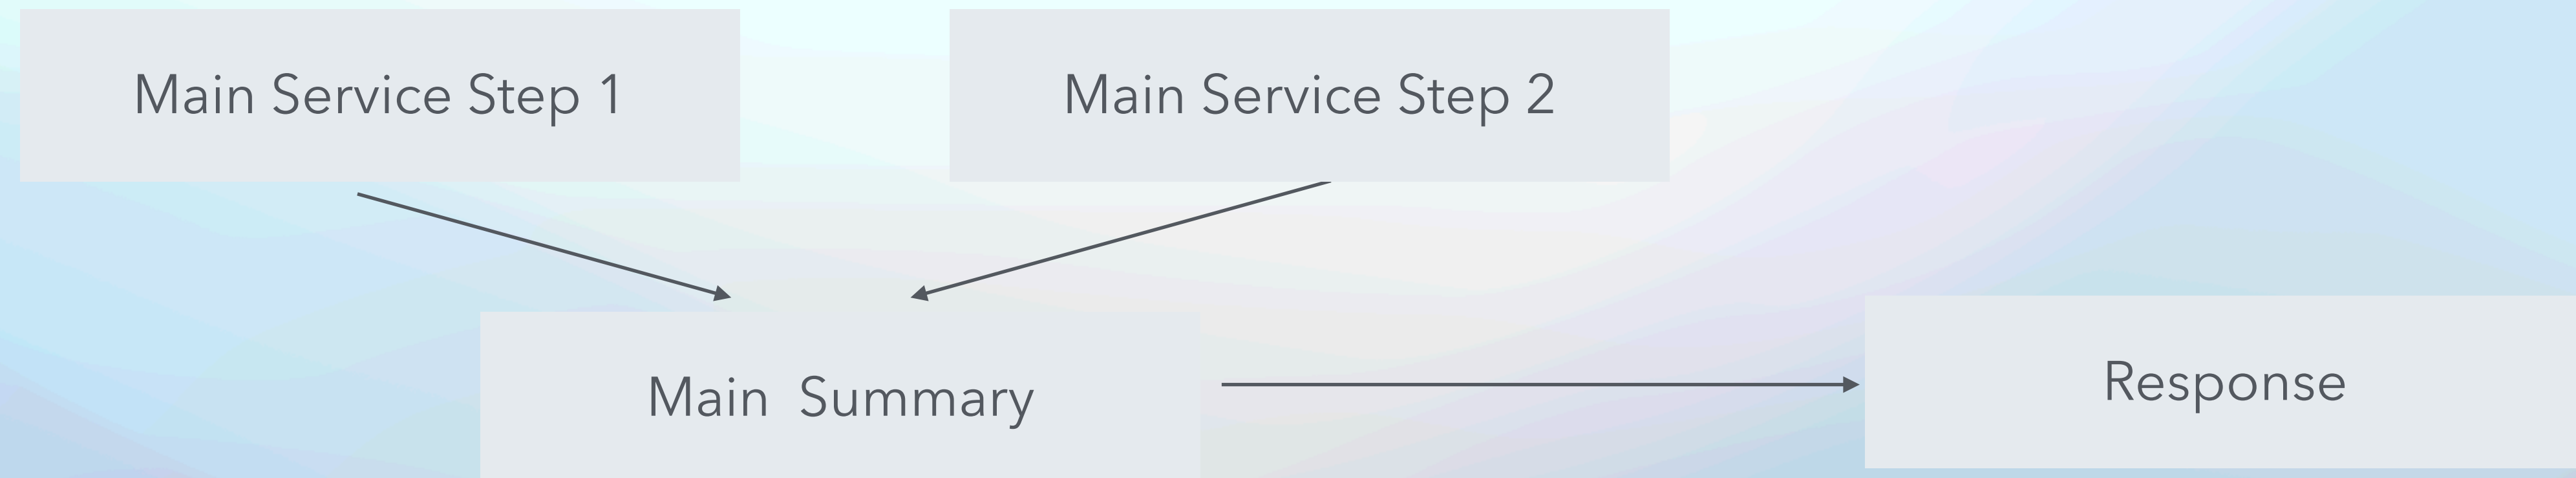 Main Service Step 1
Main Service Step 2
Main  Summary
Response